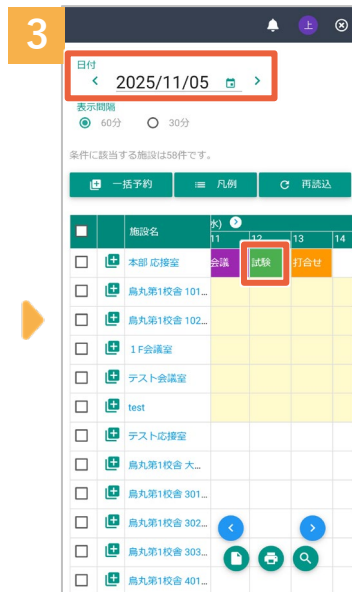 3
上
日付
2025/11/05
表示間隔
60分 30分
条件に該当する施設は58件です。
一括予約 凡例 再読込
施設名 水)
11 12 13 14
本部 応接室 会議 試験 打合せ
烏丸第1校舎 101...
烏丸第1校舎 102...
１F会議室
テスト会議室
test
テスト応接室
烏丸第1校舎 大...
烏丸第1校舎 301...
烏丸第1校舎 302...
烏丸第1校舎 303...
烏丸第1校舎 401...